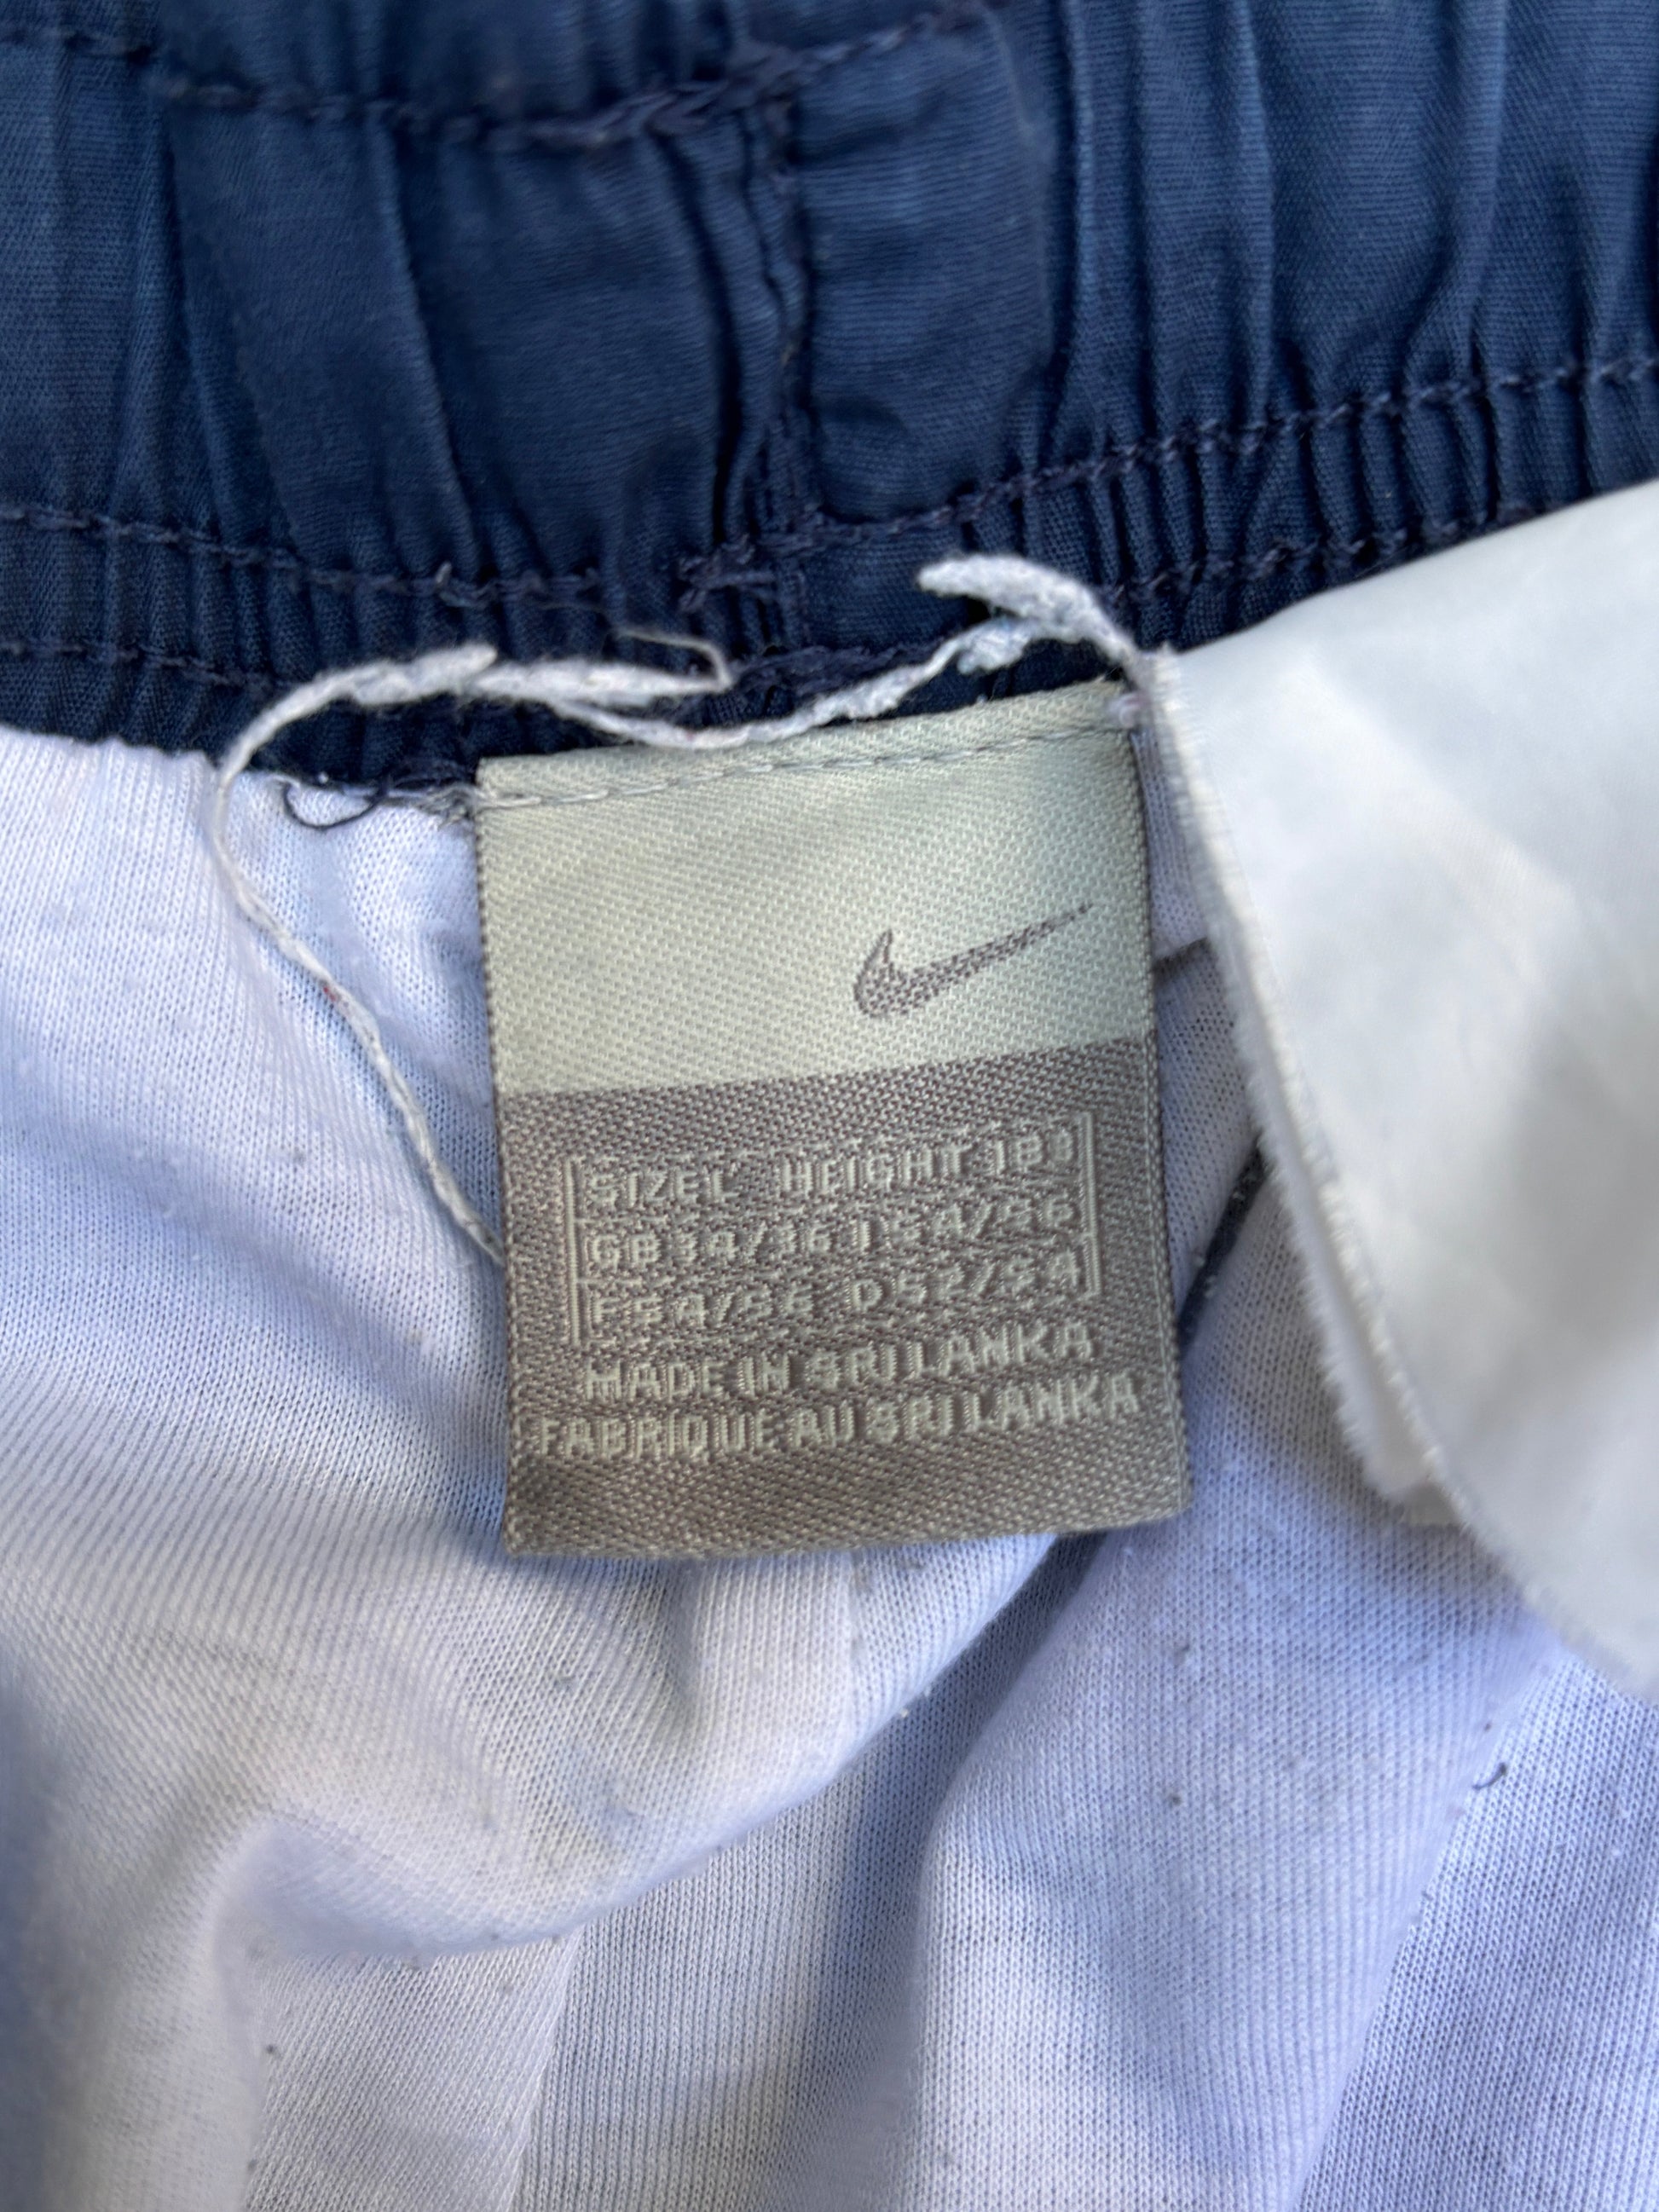 SIZE L HEIGHT 188
GB 34/36 I 54/56
F 54/56 D 52/54
MADE IN SRI LANKA
FABRIQUE AU SRI LANKA